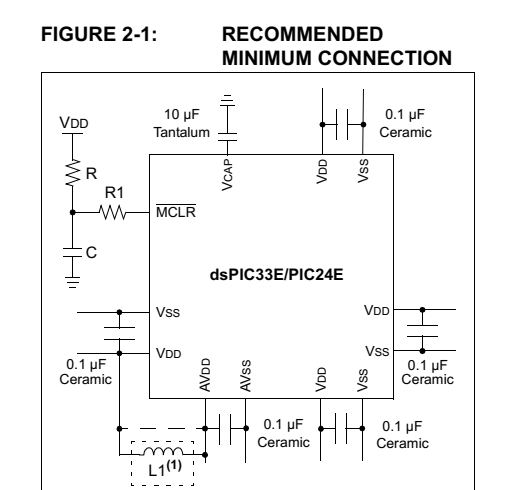 FIGURE 2-1: RECOMMENDED
MINIMUM CONNECTION
VDD
10 µF
Tantalum
0.1 µF
Ceramic
R
R1
C
VCAP
VDD
VSS
MCLR
dsPIC33E/PIC24E
VSS
VDD
VDD
VSS
0.1 µF
Ceramic
0.1 µF
Ceramic
AVDD
AVSS
VDD
VSS
0.1 µF
Ceramic
0.1 µF
Ceramic
L1(1)